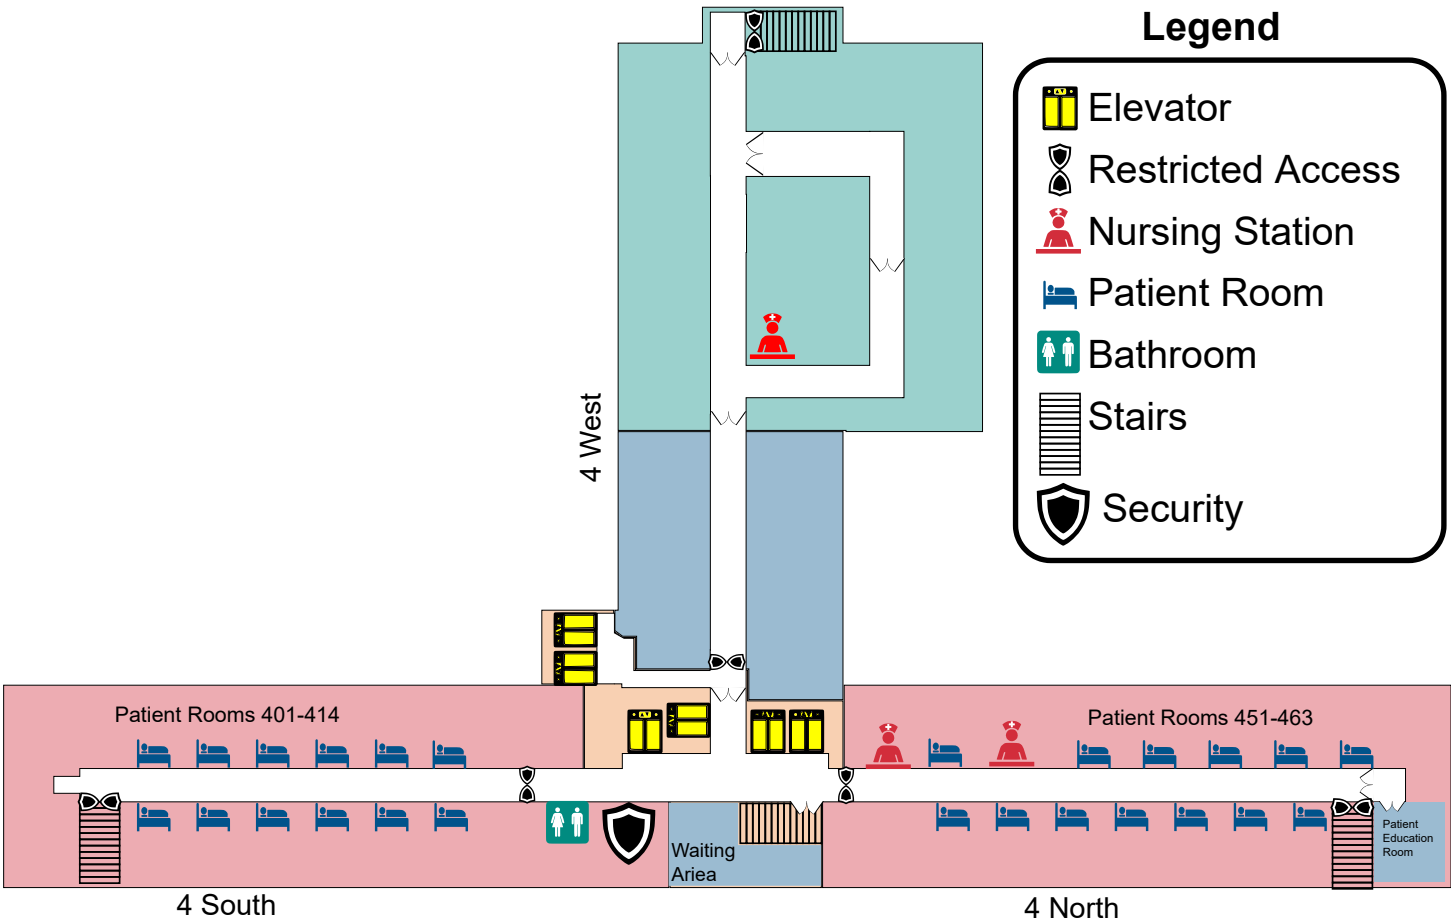 Legend
Elevator
Restricted Access
Nursing Station
Patient Room
Bathroom
Stairs
Security
4 West
Patient Rooms 401-414
Patient Rooms 451-463
Waiting
Ariea
Patient
Education
Room
4 South
4 North